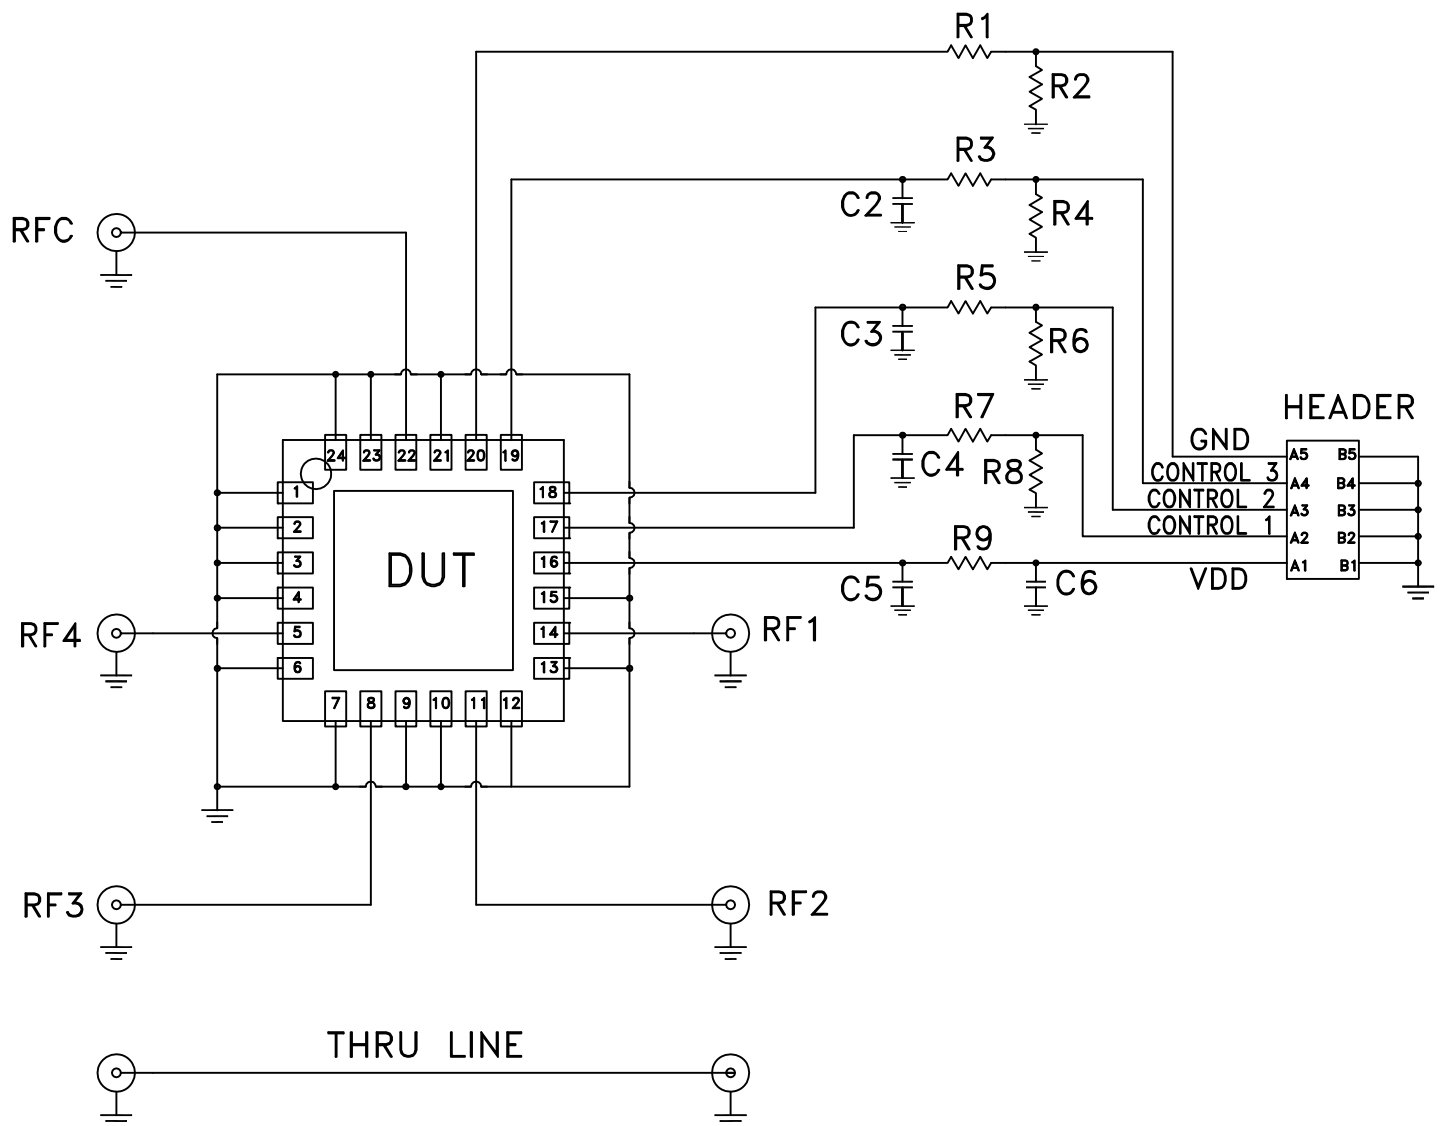 R1
R2
R3
C2
R4
RFC
R5
C3
R6
HEADER
R7
GND
C4
R8
CONTROL 3
CONTROL 2
CONTROL 1
R9
VDD
C5
C6
A5 B5
A4 B4
A3 B3
A2 B2
A1 B1
24 23 22 21 20 19
1 18
2 17
3 16
4 15
5 14
6 13
7 8 9 10 11 12
DUT
RF4
RF1
RF3
RF2
THRU LINE